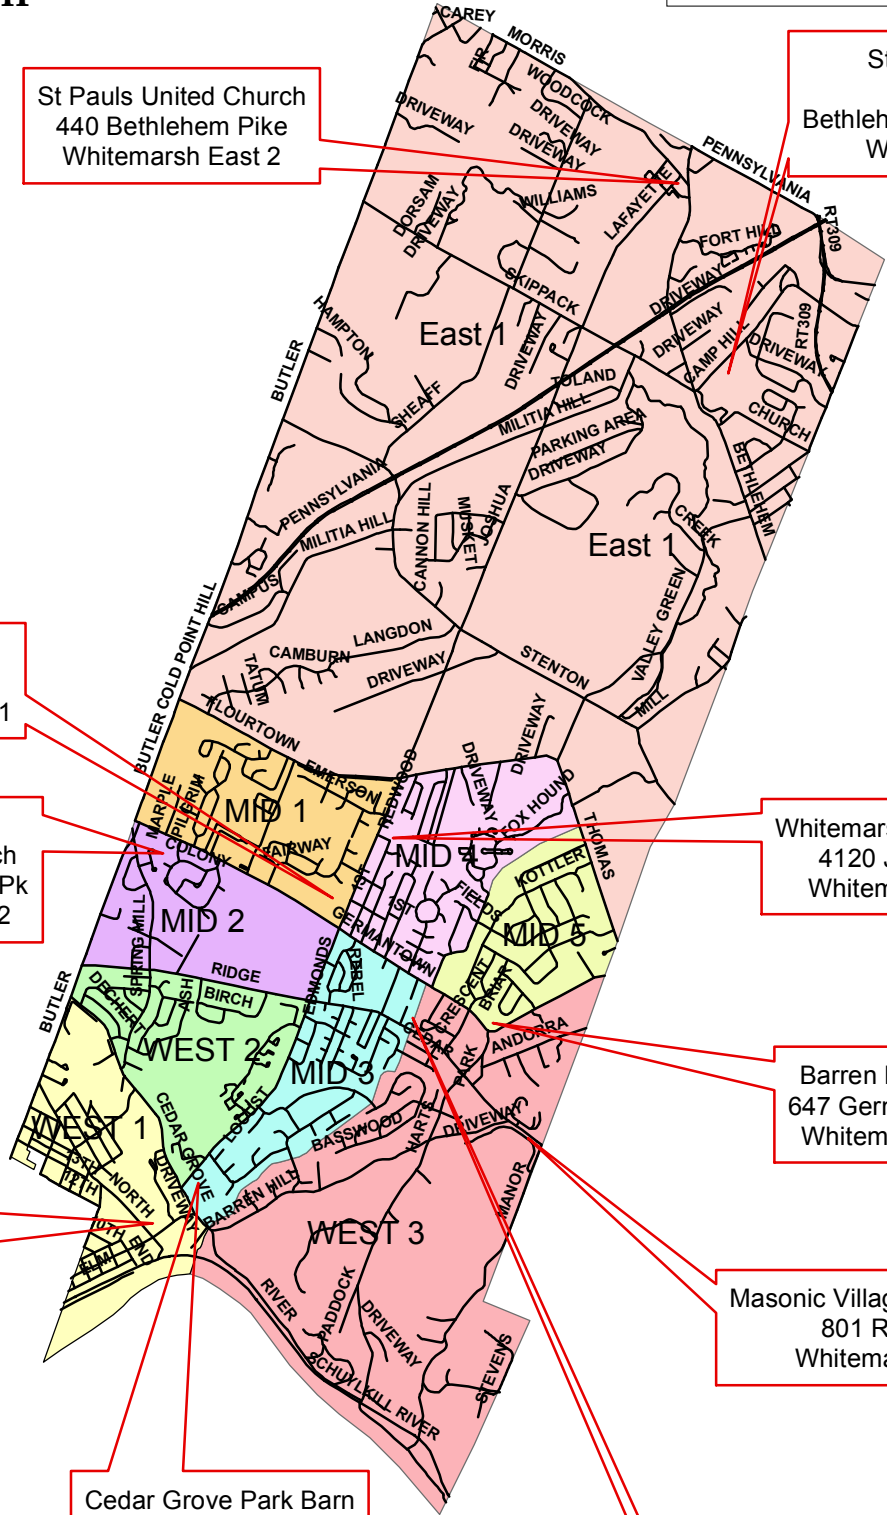 CAREY
MORRIS
St
Bethleh
W
St Pauls United Church
440 Bethlehem Pike
Whitemarsh East 2
WOODCOCK
DRIVEWAY
DRIVEWAY
DRIVEWAY
PENNSYLVANIA
WILLIAMS
LAFAYETTE
DORSAM
DRIVEWAY
RT309
FORT HILL
SKIPPACK
DRIVEWAY
HAMPTON
East 1
DRIVEWAY
DRIVEWAY
CAMP HILL
RT309
DRIVEWAY
BUTLER
TOLAND
SHEAFF
MILITIA HILL
CHURCH
PARKING AREA
DRIVEWAY
BETHLEHEM
PENNSYLVANIA
MILITIA HILL
CANNON HILL
MUSKET
JOSHUA
East 1
CREEK
CAMPUS
VALLEY GREEN
BUTLER COLD POINT HILL
LANGDON
CAMBURN
TATUM
DRIVEWAY
STENTON
MILL
1
FLOURTOWN
EMERSON
REDWOOD
DRIVEWAY
DRIVEWAY
FOX HOUND
THOMAS
MARPLE
PILGRIM
MID 1
FAIRWAY
COLONY
ch
Pk
2
1ST
MID 4
1ST
FIELDS
KOTTLER
Whitemars
4120 J
Whitem
MID 2
GERMANTOWN
MID 5
SPRING MILL
RIDGE
EDMONDS
REBEL
CRESCENT
BRIAR
BUTLER
DECHERT
ASH
BIRCH
WEST 2
MID 3
CEDAR
PARK
ANDORRA
Barren
647 Gerr
Whitem
LOCUST
CEDAR GROVE
BASSWOOD
HARTS
DRIVEWAY
WEST 1
13TH
12TH
NORTH
10TH
END
ELM
DRIVEWAY
BARREN HILL
MANOR
WEST 3
RIVER
PADDOCK
DRIVEWAY
SCHUYLKILL RIVER
STEVENS
Masonic Villag
801 R
Whitema
Cedar Grove Park Barn